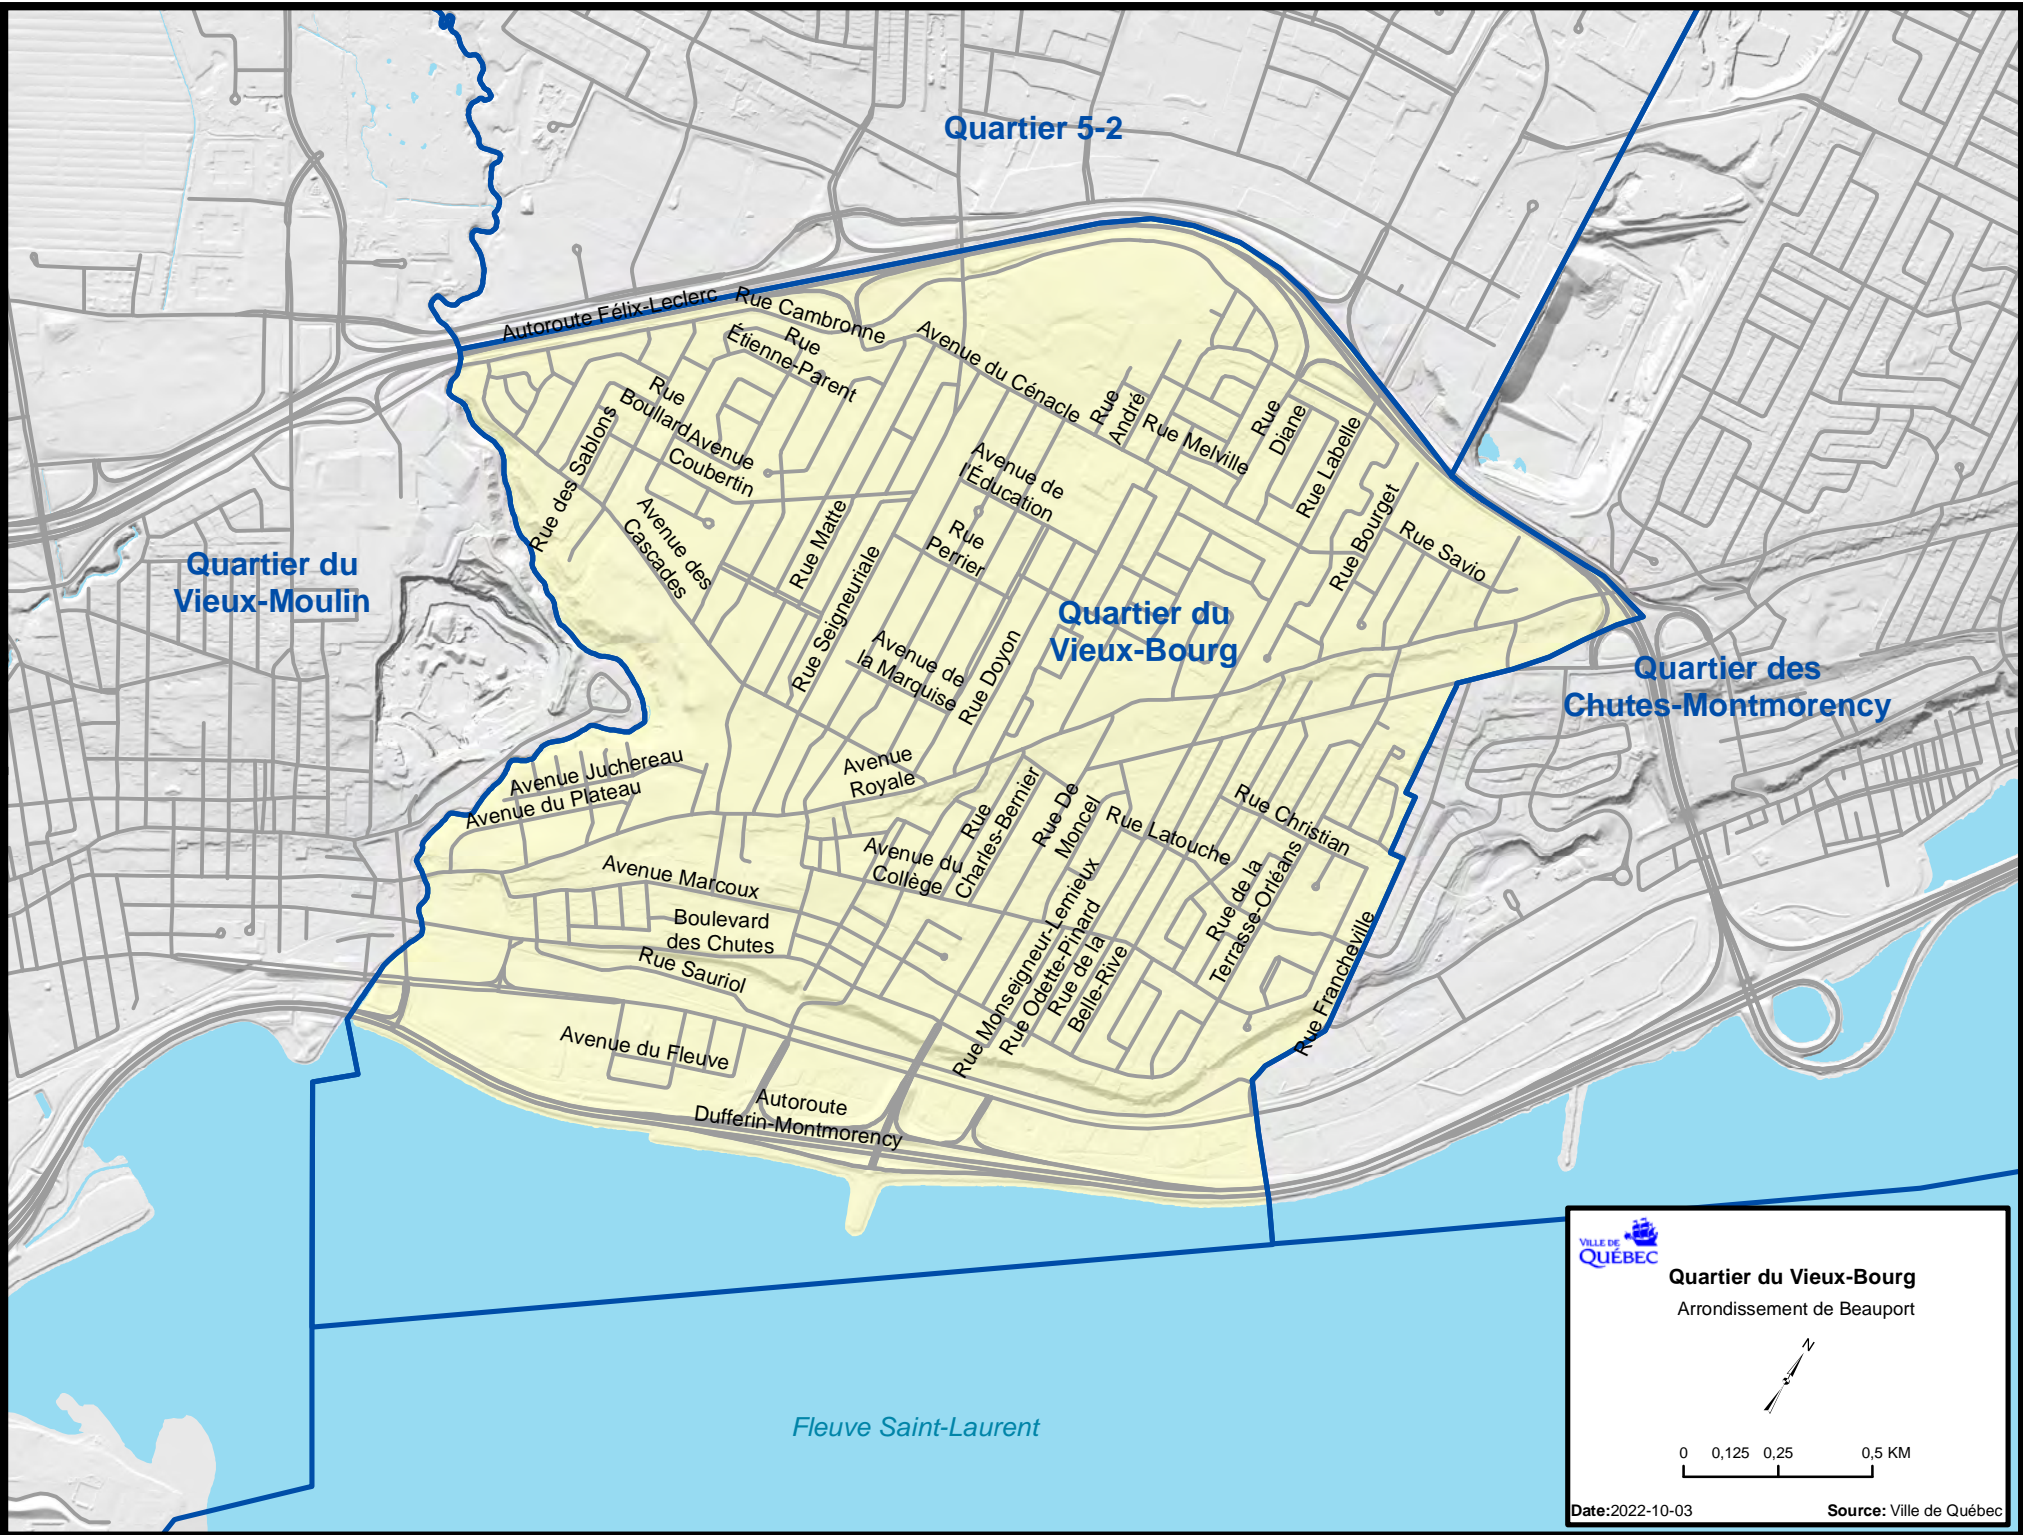 Quartier 5-2
Autoroute Félix-Leclerc
Rue Cambronne
Rue
Étienne-Parent
Avenue du Cénacle
Rue
André
Rue Melville
Rue
Diane
Rue Labelle
Rue
Boullard
Avenue
Coubertin
Rue des Sablons
Avenue de
l'Éducation
Rue Bourget
Rue Savio
Avenue des
Cascades
Rue Matte
Rue
Perrier
Rue Seigneuriale
Quartier du
Vieux-Moulin
Quartier du
Vieux-Bourg
Avenue de
la Marquise
Rue Doyon
Quartier des
Chutes-Montmorency
Avenue Juchereau
Avenue du Plateau
Avenue
Royale
Rue
Charles-Bernier
Rue De
Moncel
Rue Latouche
Rue Christian
Avenue du
Collège
Avenue Marcoux
Boulevard
des Chutes
Rue Sauriol
Rue Monseigneur-Lemieux
Rue Odette-Pinard
Rue de la
Belle-Rive
Rue de la
Terrasse-Orléans
Rue Francheville
Avenue du Fleuve
Autoroute
Dufferin-Montmorency
Fleuve Saint-Laurent
VILLE DE
QUÉBEC
Quartier du Vieux-Bourg
Arrondissement de Beauport
N
0 0,125 0,25 0,5 KM
Date:2022-10-03 Source: Ville de Québec